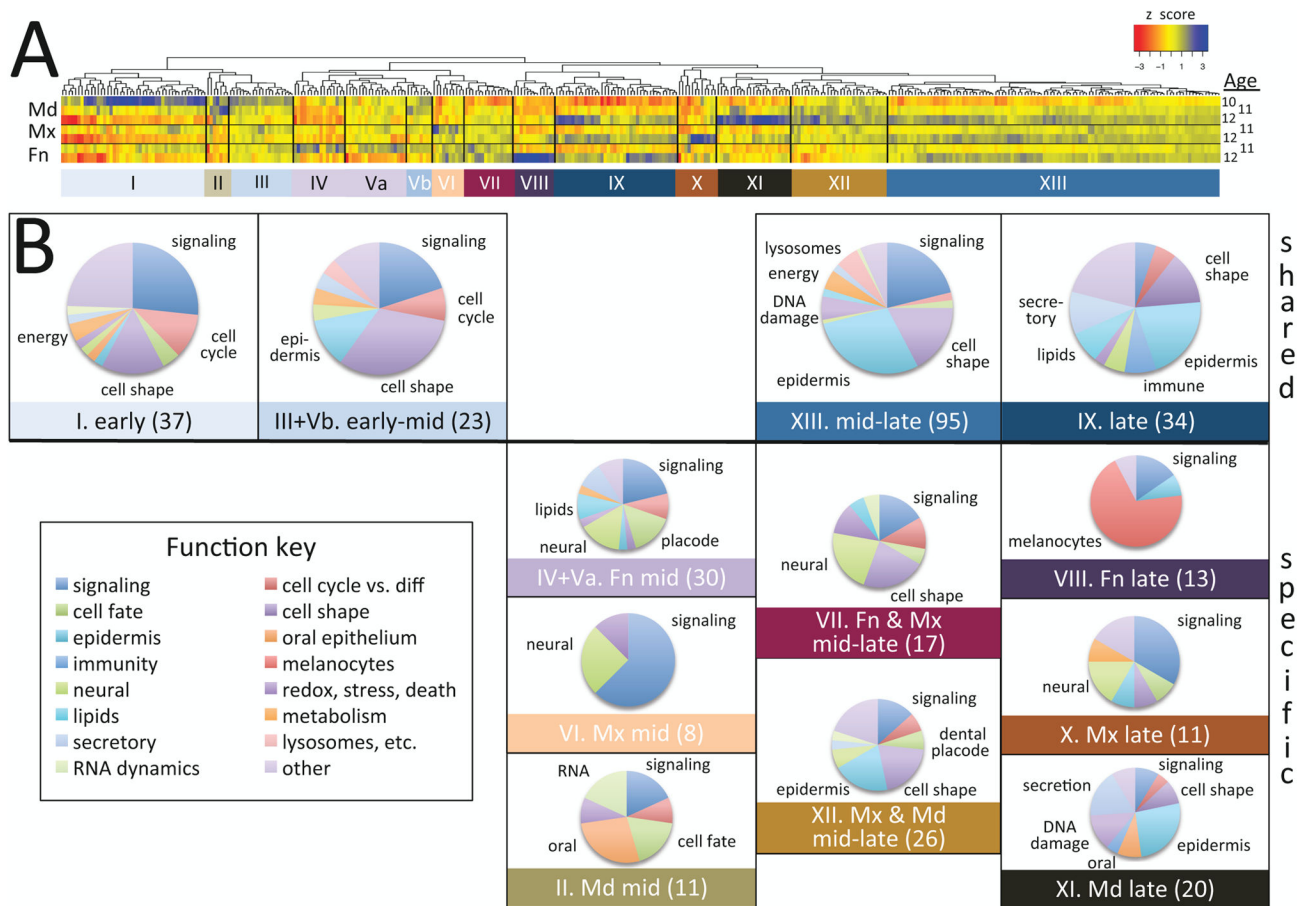 A
z score
−3 −1 1 3
Age
Md
Mx
Fn
10
11
12
11
12
11
12
I II III IV Va Vb VI VII VIII IX X XI XII XIII
B
signaling
energy
cell
cycle
cell shape
I. early (37)
signaling
cell
cycle
epi-
dermis
cell shape
III+Vb. early-mid (23)
lysosomes
signaling
energy
DNA
damage
cell
shape
epidermis
XIII. mid-late (95)
cell
shape
secre-
tory
lipids
epidermis
immune
IX. late (34)
shared
signaling
lipids
neural
placode
IV+Va. Fn mid (30)
signaling
neural
cell shape
VII. Fn & Mx
mid-late (17)
signaling
melanocytes
VIII. Fn late (13)
signaling
neural
VI. Mx mid (8)
signaling
dental
placode
epidermis
cell shape
XII. Mx & Md
mid-late (26)
signaling
neural
X. Mx late (11)
RNA
signaling
oral
cell fate
II. Md mid (11)
signaling
secretion
cell shape
DNA
damage
oral
epidermis
XI. Md late (20)
specific
Function key
signaling
cell cycle vs. diff
cell fate
cell shape
epidermis
oral epithelium
immunity
melanocytes
neural
redox, stress, death
lipids
metabolism
secretory
lysosomes, etc.
RNA dynamics
other